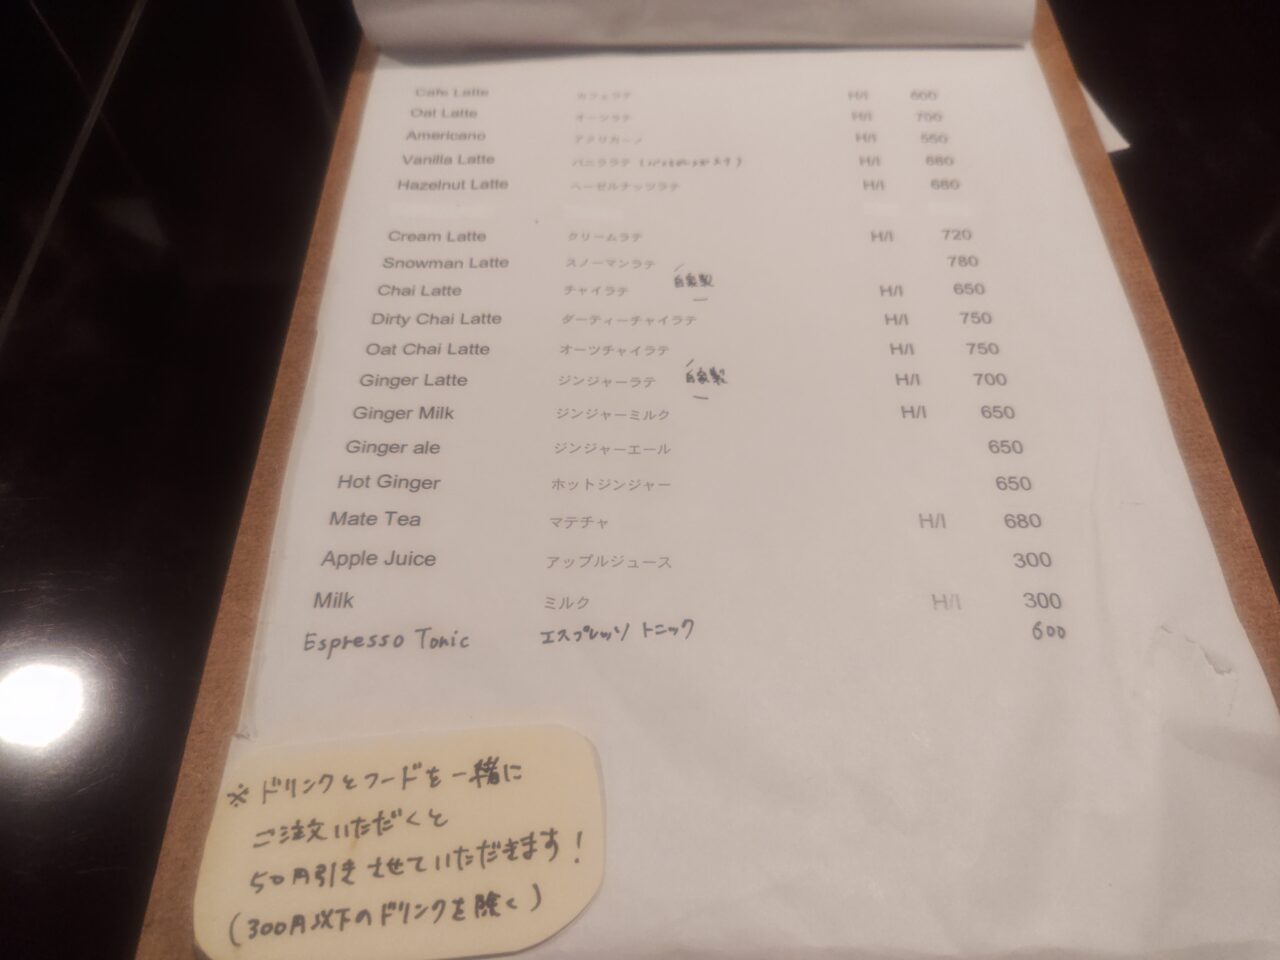 Cafe Latte カフェラテ H/I 600
Oat Latte オーツラテ H/I 700
Americano アメリカーノ H/I 550
Vanilla Latte バニララテ H/I 680
Hazelnut Latte ヘーゼルナッツラテ H/I 680
Cream Latte クリームラテ H/I 720
Snowman Latte スノーマンラテ 780
Chai Latte チャイラテ 自家製 H/I 650
Dirty Chai Latte ダーティーチャイラテ H/I 750
Oat Chai Latte オーツチャイラテ H/I 750
Ginger Latte ジンジャーラテ 自家製 H/I 700
Ginger Milk ジンジャーミルク H/I 650
Ginger ale ジンジャーエール 650
Hot Ginger ホットジンジャー 650
Mate Tea マテチャ H/I 680
Apple Juice アップルジュース 300
Milk ミルク H/I 300
Espresso Tonic エスプレッソ トニック 600
※ドリンクとフードを一緒に
ご注文いただくと
50円引きさせていただきます!
(300円以下のドリンクを除く)